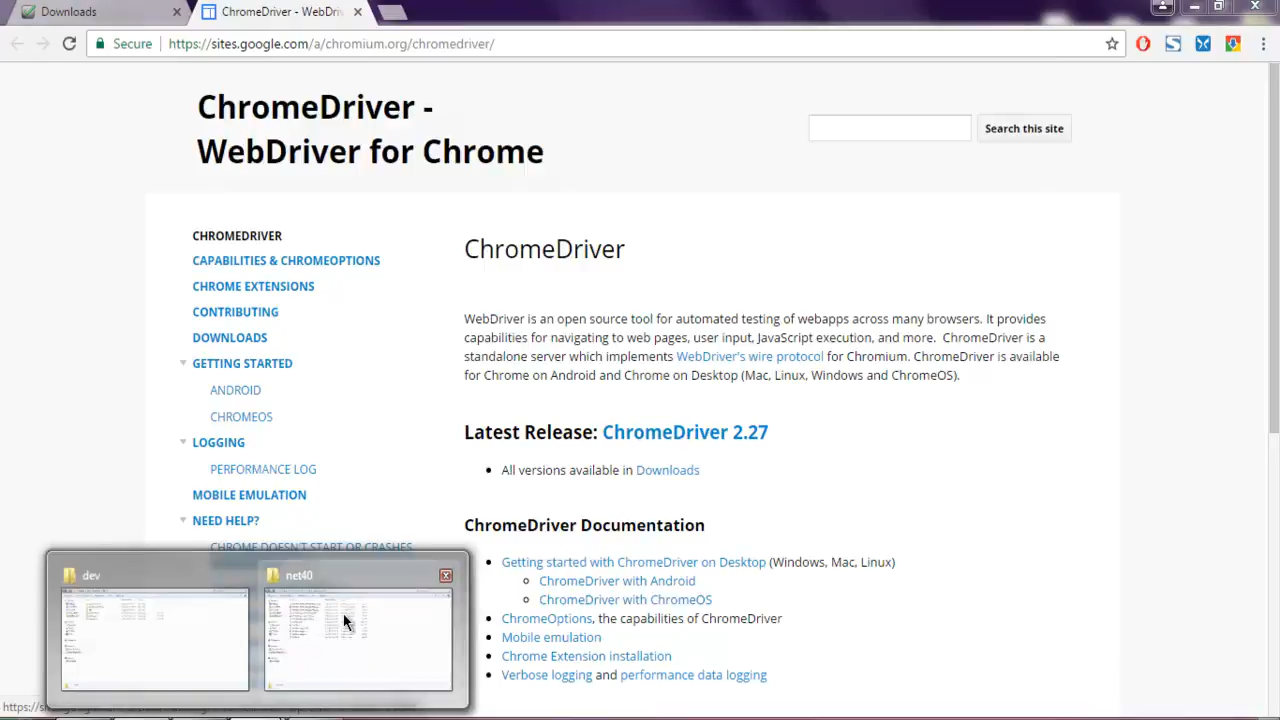 Downloads
ChromeDriver - WebDri
Secure
https://sites.google.com/a/chromium.org/chromedriver/
ChromeDriver -
WebDriver for Chrome
Search this site
CHROMEDRIVER
CAPABILITIES & CHROMEOPTIONS
CHROME EXTENSIONS
CONTRIBUTING
DOWNLOADS
GETTING STARTED
ANDROID
CHROMEOS
LOGGING
PERFORMANCE LOG
MOBILE EMULATION
NEED HELP?
CHROME DOESN'T START OR CRASHES
ChromeDriver
WebDriver is an open source tool for automated testing of webapps across many browsers. It provides
capabilities for navigating to web pages, user input, JavaScript execution, and more.  ChromeDriver is a
standalone server which implements WebDriver's wire protocol for Chromium. ChromeDriver is available
for Chrome on Android and Chrome on Desktop (Mac, Linux, Windows and ChromeOS).
Latest Release: ChromeDriver 2.27
All versions available in Downloads
ChromeDriver Documentation
Getting started with ChromeDriver on Desktop (Windows, Mac, Linux)
ChromeDriver with Android
ChromeDriver with ChromeOS
ChromeOptions, the capabilities of ChromeDriver
Mobile emulation
Chrome Extension installation
Verbose logging and performance data logging
dev
net40